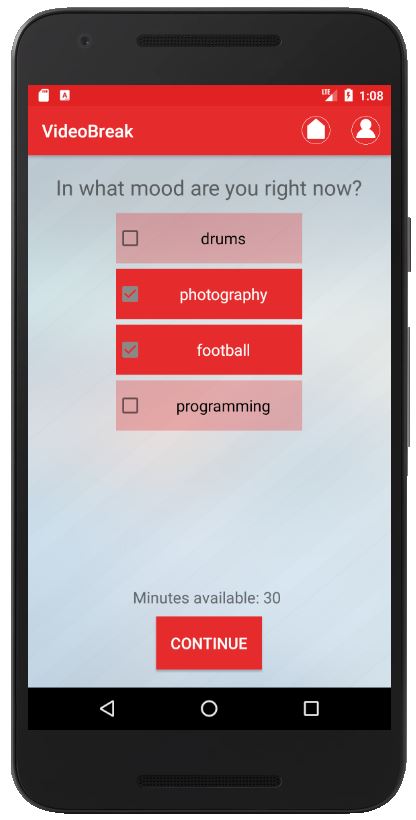 LTE 1:08
VideoBreak
In what mood are you right now?
drums
photography
football
programming
Minutes available: 30
CONTINUE